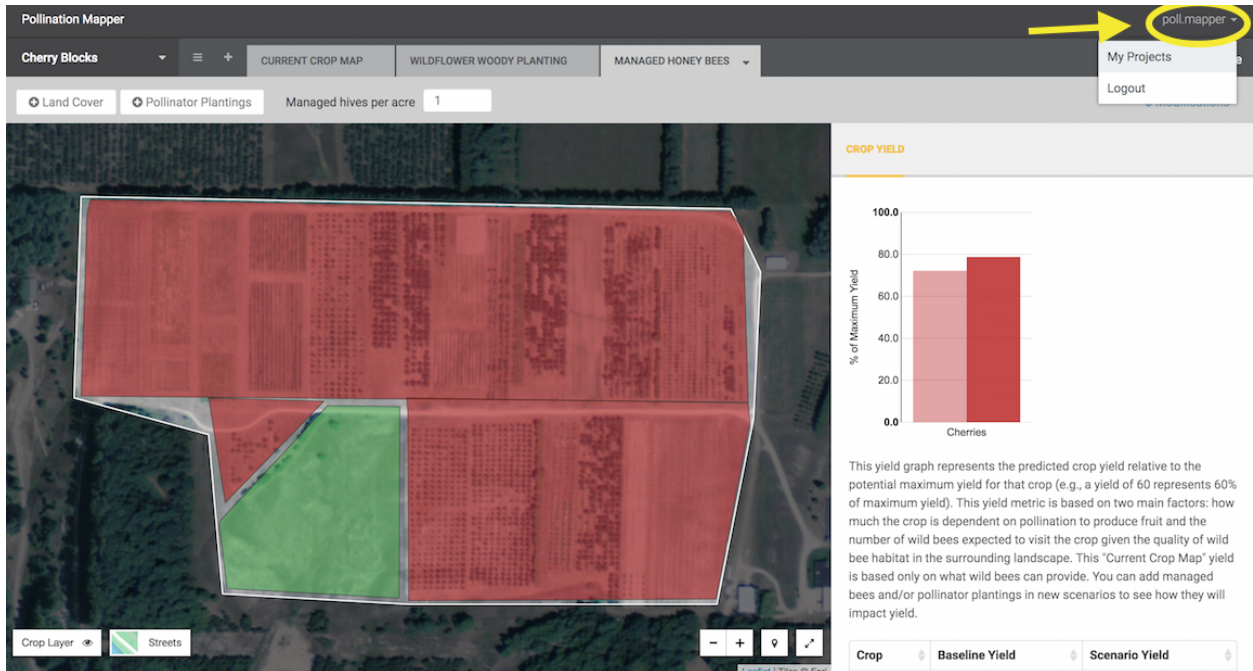 Pollination Mapper
poll.mapper
Cherry Blocks
CURRENT CROP MAP
WILDFLOWER WOODY PLANTING
MANAGED HONEY BEES
My Projects
Logout
Land Cover
Pollinator Plantings
Managed hives per acre
1
CROP YIELD
100.0
80.0
60.0
40.0
20.0
0.0
% of Maximum Yield
Cherries
This yield graph represents the predicted crop yield relative to the
potential maximum yield for that crop (e.g., a yield of 60 represents 60%
of maximum yield). This yield metric is based on two main factors: how
much the crop is dependent on pollination to produce fruit and the
number of wild bees expected to visit the crop given the quality of wild
bee habitat in the surrounding landscape. This "Current Crop Map" yield
is based only on what wild bees can provide. You can add managed
bees and/or pollinator plantings in new scenarios to see how they will
impact yield.
Crop Layer
Streets
Crop
Baseline Yield
Scenario Yield